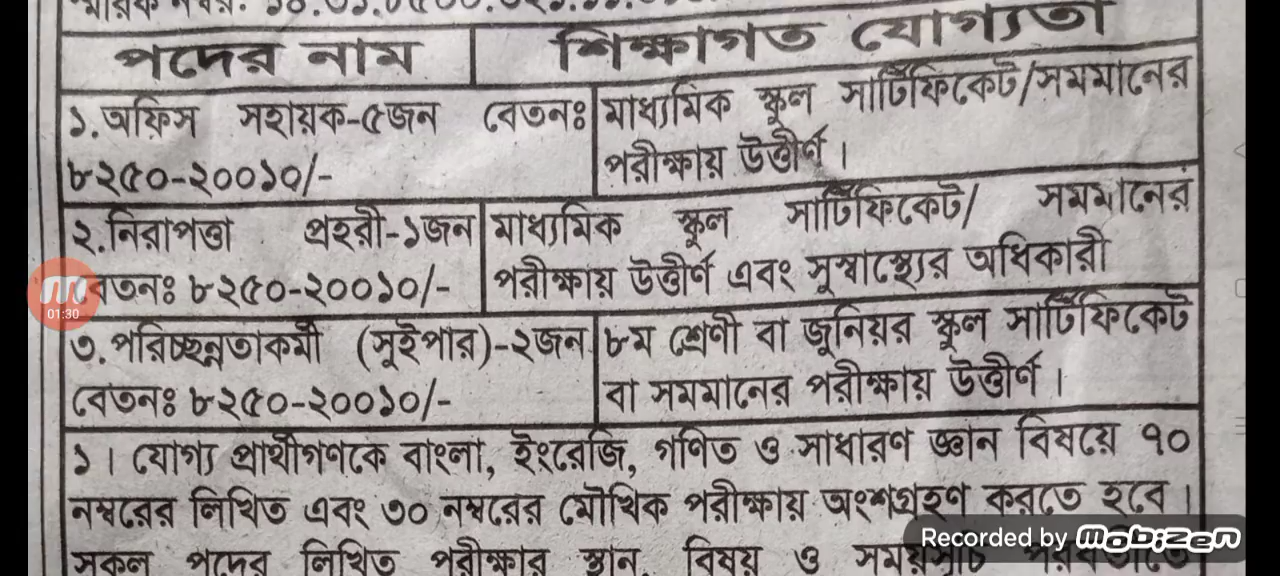 পদের নাম শিক্ষাগত যোগ্যতা
১.অফিস সহায়ক-৫জন বেতনঃ
৮২৫০-২০০১০/-
মাধ্যমিক স্কুল সার্টিফিকেট/সমমানের
পরীক্ষায় উত্তীর্ণ।
২.নিরাপত্তা প্রহরী-১জন
বেতনঃ ৮২৫০-২০০১০/-
মাধ্যমিক স্কুল সার্টিফিকেট/ সমমানের
পরীক্ষায় উত্তীর্ণ এবং সুস্বাস্থ্যের অধিকারী
৩.পরিচ্ছন্নতাকর্মী (সুইপার)-২জন
বেতনঃ ৮২৫০-২০০১০/-
৮ম শ্রেণী বা জুনিয়র স্কুল সার্টিফিকেট
বা সমমানের পরীক্ষায় উত্তীর্ণ।
১। যোগ্য প্রার্থীগণকে বাংলা, ইংরেজি, গণিত ও সাধারণ জ্ঞান বিষয়ে ৭০
নম্বরের লিখিত এবং ৩০ নম্বরের মৌখিক পরীক্ষায় অংশগ্রহণ করতে হবে।
সকল পদের লিখিত পরীক্ষার স্থান, বিষয় ও
01:30
Recorded by mobizen